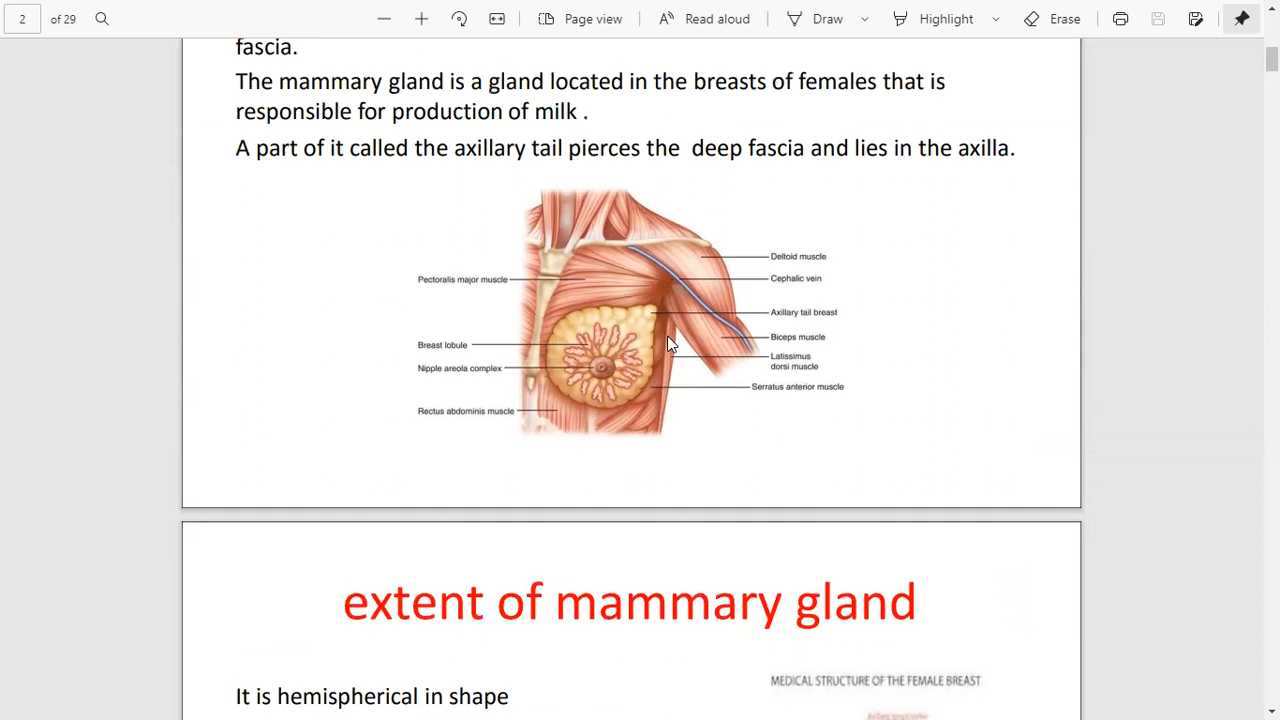 2 of 29 Page view Read aloud Draw Highlight Erase
fascia.
The mammary gland is a gland located in the breasts of females that is
responsible for production of milk .
A part of it called the axillary tail pierces the deep fascia and lies in the axilla.
Deltoid muscle
Pectoralis major muscle
Cephalic vein
Axillary tail breast
Biceps muscle
Breast lobule
Latissimus
dorsi muscle
Nipple areola complex
Serratus anterior muscle
Rectus abdominis muscle
extent of mammary gland
MEDICAL STRUCTURE OF THE FEMALE BREAST
It is hemispherical in shape